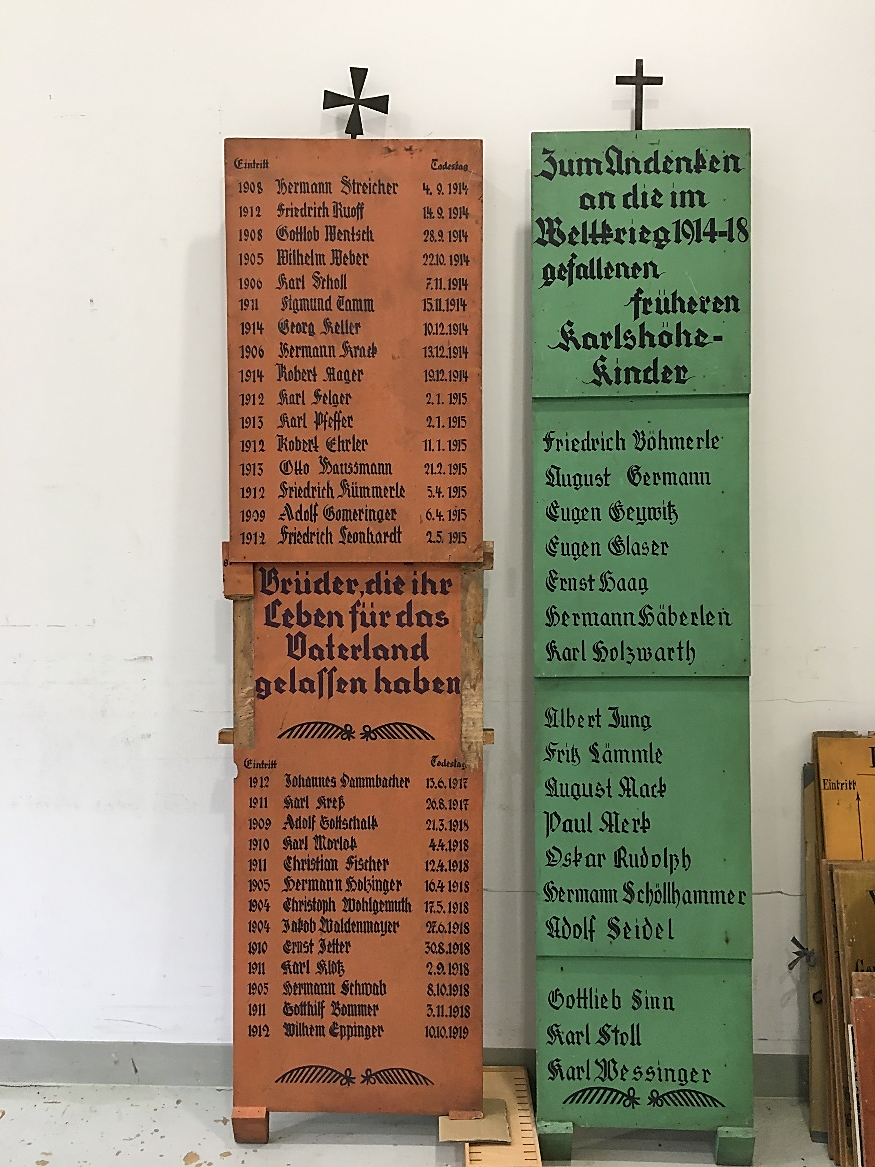 Eintritt Todestag
1908 Hermann Streicher 4. 9. 1914
1912 Friedrich Ruoff 14. 9. 1914
1908 Gottlob Wentsch 28.9. 1914
1905 Wilhelm Weber 22.10. 1914
1906 Karl Scholl 7.11. 1914
1911 Sigmund Tamm 15.11.1914
1914 Georg Keller 10.12.1914
1906 Hermann Krack 13.12.1914
1914 Robert Mager 19.12.1914
1912 Karl Selger 2. 1. 1915
1913 Karl Pfeffer 2.1. 1915
1912 Robert Ehrler 11. 1. 1915
1913 Otto Haussmann 21.2. 1915
1912 Friedrich Kümmerle 5.4. 1915
1909 Adolf Gomeringer 6.4. 1915
1912 Friedrich Leonhardt 2.5. 1915
Brüder, die ihr
Leben für das
Vaterland
gelassen haben
Eintritt Todestag
1912 Johannes Dammbacher 15.6.1917
1911 Karl Kreß 26.8.1917
1909 Adolf Gottschalk 21.3.1918
1910 Karl Morlok 4.4.1918
1911 Christian Fischer 12.4.1918
1905 Hermann Holzinger 16.4 1918
1904 Christoph Wohlgemuth 17.5.1918
1904 Jakob Waldenmayer 27.6.1918
1910 Ernst Jetter 30.8.1918
1911 Karl Klotz 2.9.1918
1905 Hermann Schwab 8.10.1918
1911 Gotthilf Bommer 3.11.1918
1912 Wilhem Eppinger 10.10.1919
Zum Andenken
an die im
Weltkrieg 1914-18
gefallenen
früheren
Karlshöhe-
Kinder
Friedrich Böhmerle
August Germann
Eugen Geywitz
Eugen Glaser
Ernst Haag
Hermann Häberlen
Karl Holzwarth
Albert Jung
Fritz Lämmle
August Mack
Paul Merk
Oskar Rudolph
Hermann Schöllhammer
Adolf Seidel
Gottlieb Sinn
Karl Stoll
Karl Wessinger
Eintritt